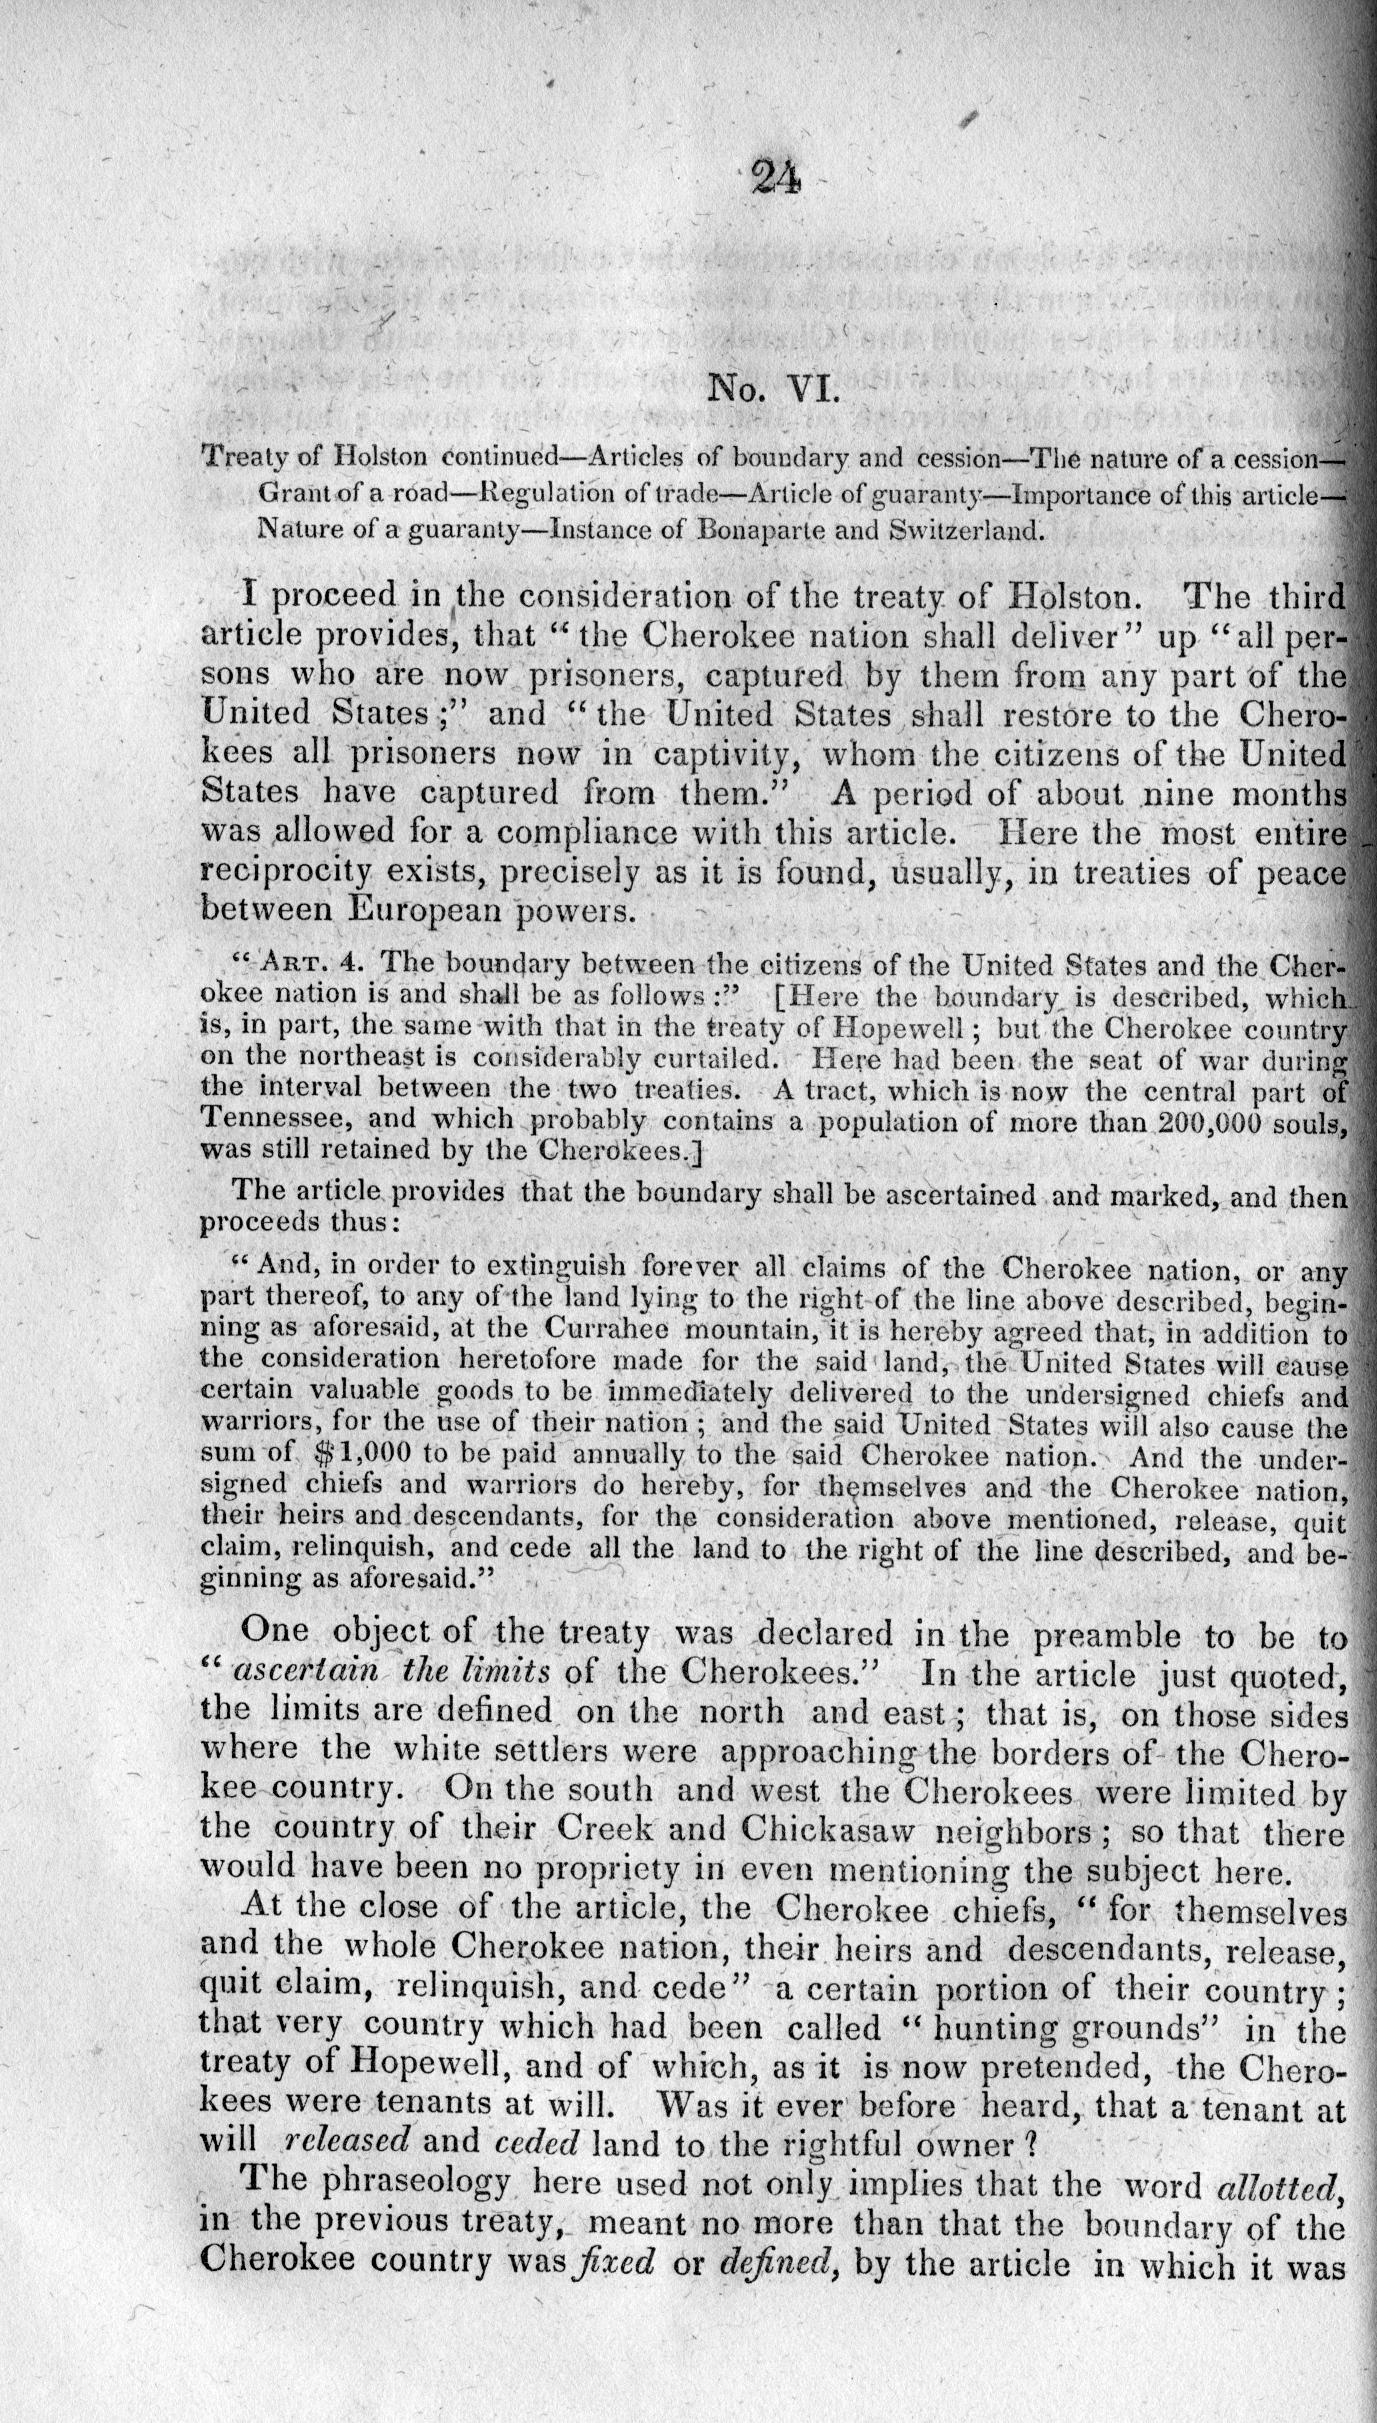 24
No. VI.
Treaty of Holston continued—Articles of boundary and cession—The nature of a cession—
Grant of a road—Regulation of trade—Article of guaranty—Importance of this article—
Nature of a guaranty—Instance of Bonaparte and Switzerland.
I proceed in the consideration of the treaty of Holston. The third
article provides, that “the Cherokee nation shall deliver” up “all per-
sons who are now prisoners, captured by them from any part of the
United States;” and “the United States shall restore to the Chero-
kees all prisoners now in captivity, whom the citizens of the United
States have captured from them.” A period of about nine months
was allowed for a compliance with this article. Here the most entire
reciprocity exists, precisely as it is found, usually, in treaties of peace
between European powers.
“ART. 4. The boundary between the citizens of the United States and the Cher-
okee nation is and shall be as follows:” [Here the boundary is described, which
is, in part, the same with that in the treaty of Hopewell; but the Cherokee country
on the northeast is considerably curtailed. Here had been the seat of war during
the interval between the two treaties. A tract, which is now the central part of
Tennessee, and which probably contains a population of more than 200,000 souls,
was still retained by the Cherokees.]
The article provides that the boundary shall be ascertained and marked, and then
proceeds thus:
“And, in order to extinguish forever all claims of the Cherokee nation, or any
part thereof, to any of the land lying to the right of the line above described, begin-
ning as aforesaid, at the Currahee mountain, it is hereby agreed that, in addition to
the consideration heretofore made for the said land, the United States will cause
certain valuable goods to be immediately delivered to the undersigned chiefs and
warriors, for the use of their nation; and the said United States will also cause the
sum of $1,000 to be paid annually to the said Cherokee nation. And the under-
signed chiefs and warriors do hereby, for themselves and the Cherokee nation,
their heirs and descendants, for the consideration above mentioned, release, quit
claim, relinquish, and cede all the land to the right of the line described, and be-
ginning as aforesaid.”
One object of the treaty was declared in the preamble to be to
“ascertain the limits of the Cherokees.” In the article just quoted,
the limits are defined on the north and east; that is, on those sides
where the white settlers were approaching the borders of the Chero-
kee country. On the south and west the Cherokees were limited by
the country of their Creek and Chickasaw neighbors; so that there
would have been no propriety in even mentioning the subject here.
At the close of the article, the Cherokee chiefs, “for themselves
and the whole Cherokee nation, their heirs and descendants, release,
quit claim, relinquish, and cede” a certain portion of their country;
that very country which had been called “hunting grounds” in the
treaty of Hopewell, and of which, as it is now pretended, the Chero-
kees were tenants at will. Was it ever before heard, that a tenant at
will released and ceded land to the rightful owner?
The phraseology here used not only implies that the word allotted,
in the previous treaty, meant no more than that the boundary of the
Cherokee country was fixed or defined, by the article in which it was